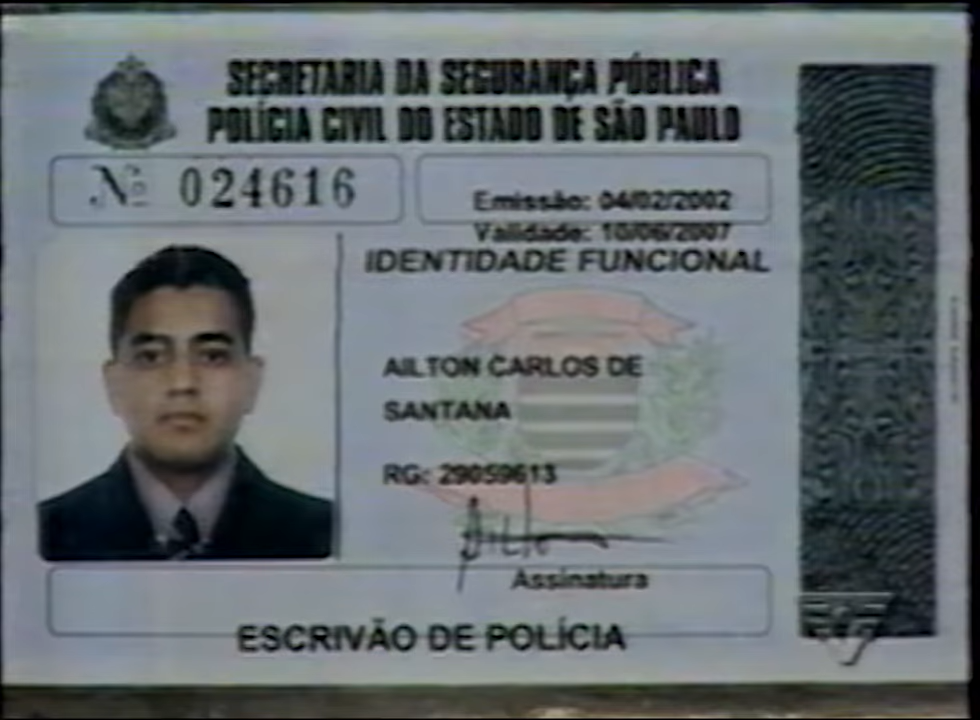 SECRETARIA DA SEGURANÇA PÚBLICA
POLÍCIA CIVIL DO ESTADO DE SÃO PAULO
Nº 024616
Emissão: 04/02/2002
Validade: 10/06/2007
IDENTIDADE FUNCIONAL
AILTON CARLOS DE
SANTANA
RG: 29059613
Assinatura
ESCRIVÃO DE POLÍCIA